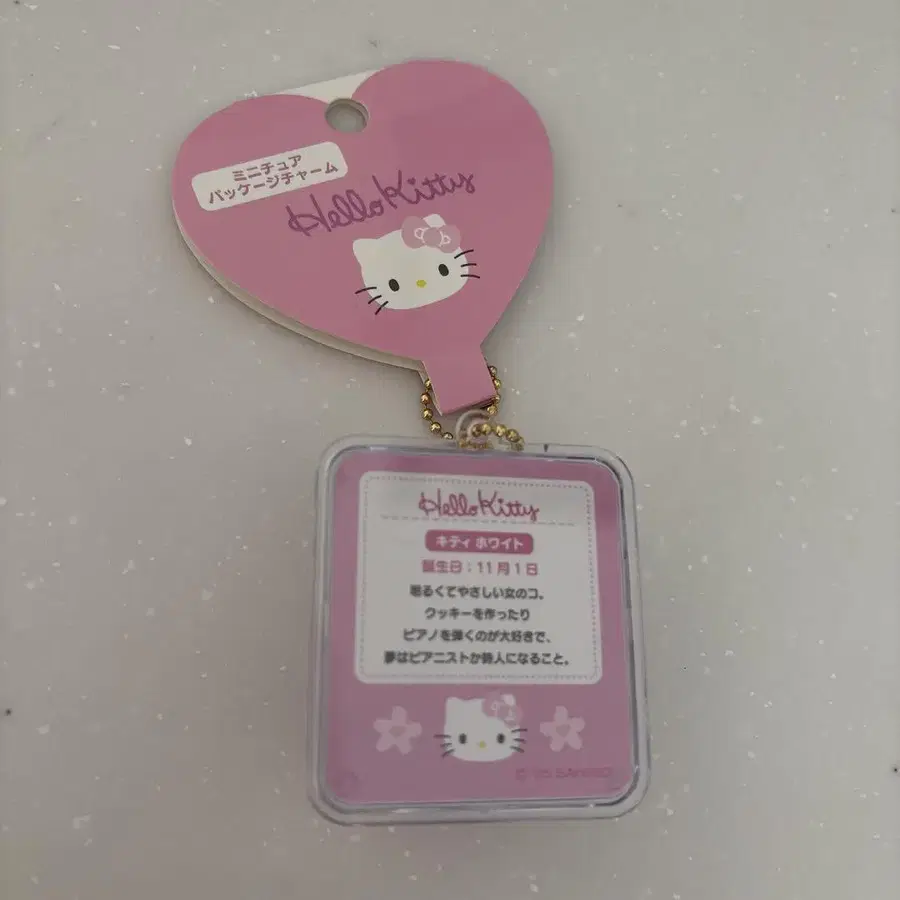 ミニチュア
パッケージチャーム
Hello Kitty
Hello Kitty
キティ ホワイト
誕生日：11月1日
明るくてやさしい女のコ。
クッキーを作ったり
ピアノを弾くのが大好きで、
夢はピアニストか詩人になること。
SANRIO